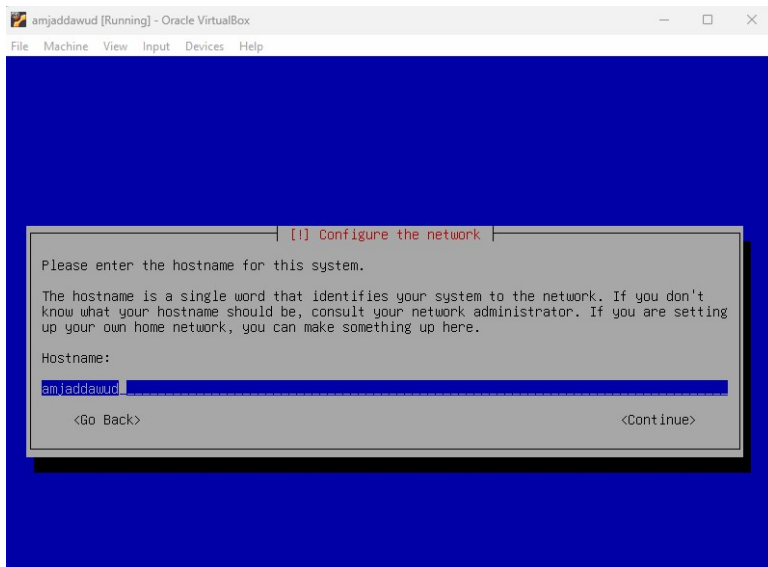 amjaddawud [Running] - Oracle VirtualBox
File Machine View Input Devices Help
[!] Configure the network
Please enter the hostname for this system.
The hostname is a single word that identifies your system to the network. If you don't
know what your hostname should be, consult your network administrator. If you are setting
up your own home network, you can make something up here.
Hostname:
amjaddawud
<Go Back> <Continue>